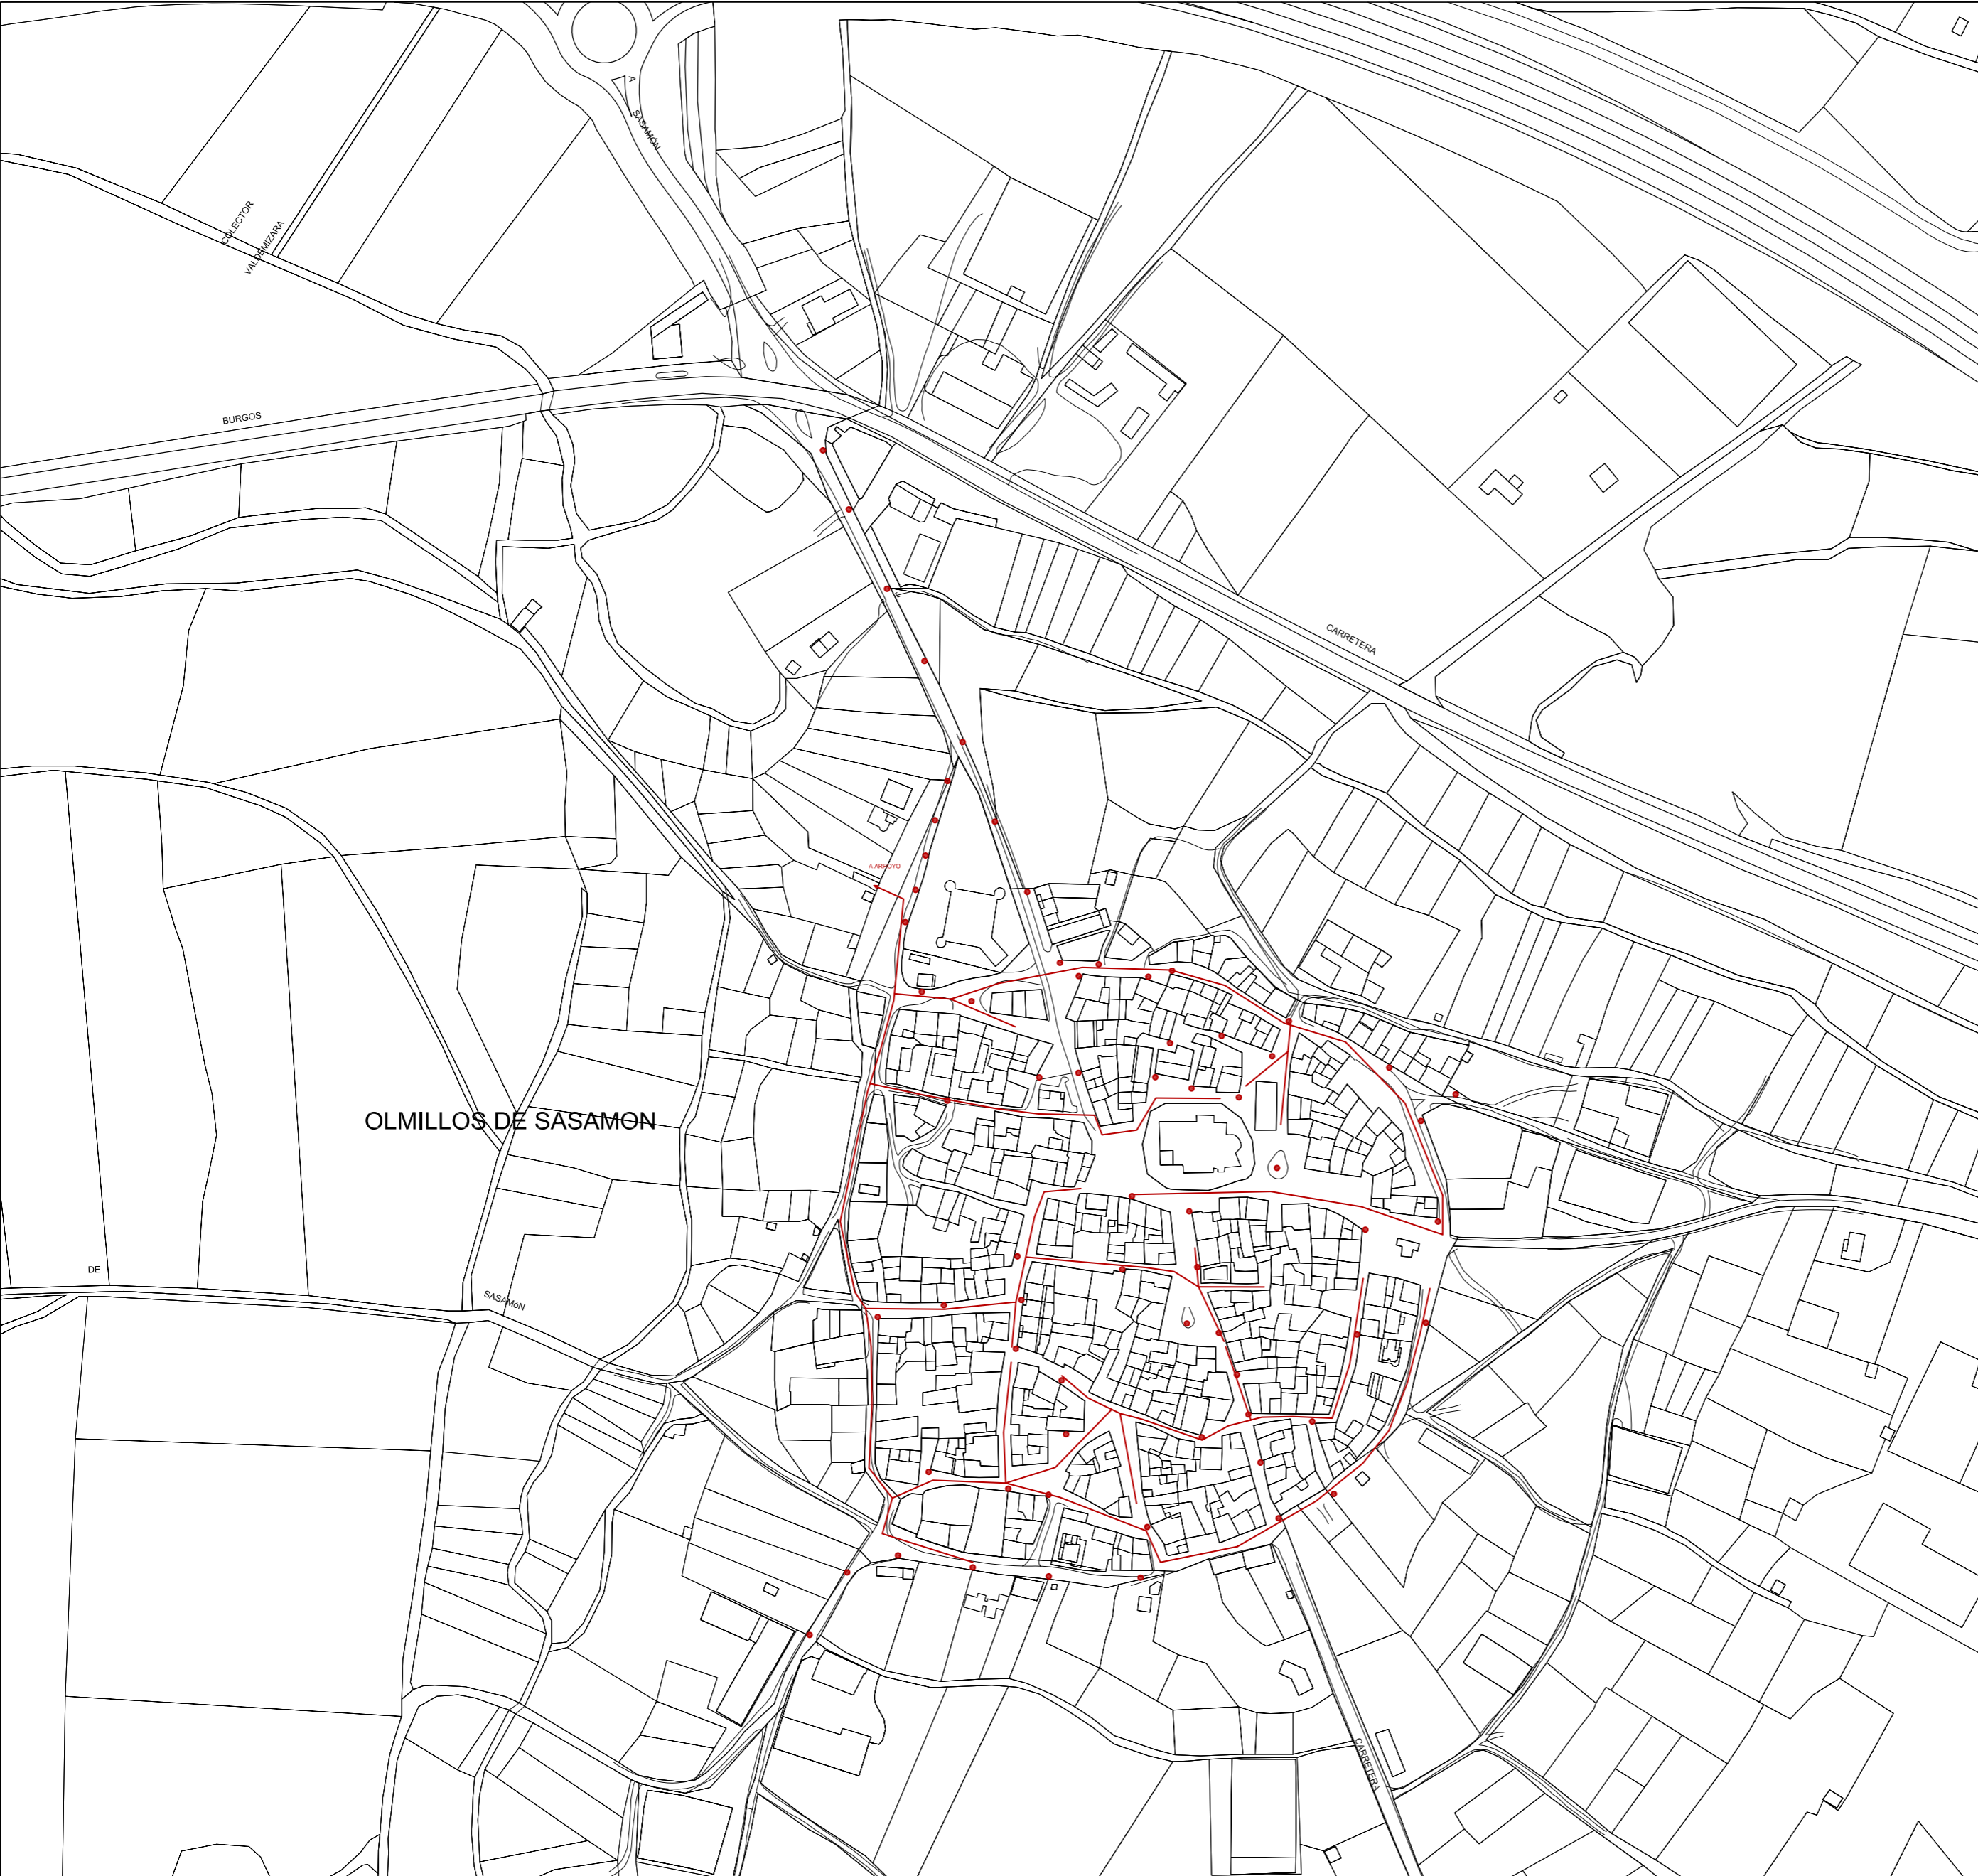 A
SASAMÓN
COLECTOR
VALDEMIZARA
BURGOS
CARRETERA
A ARROYO
OLMILLOS DE SASAMON
DE
SASAMóN
CARRETERA